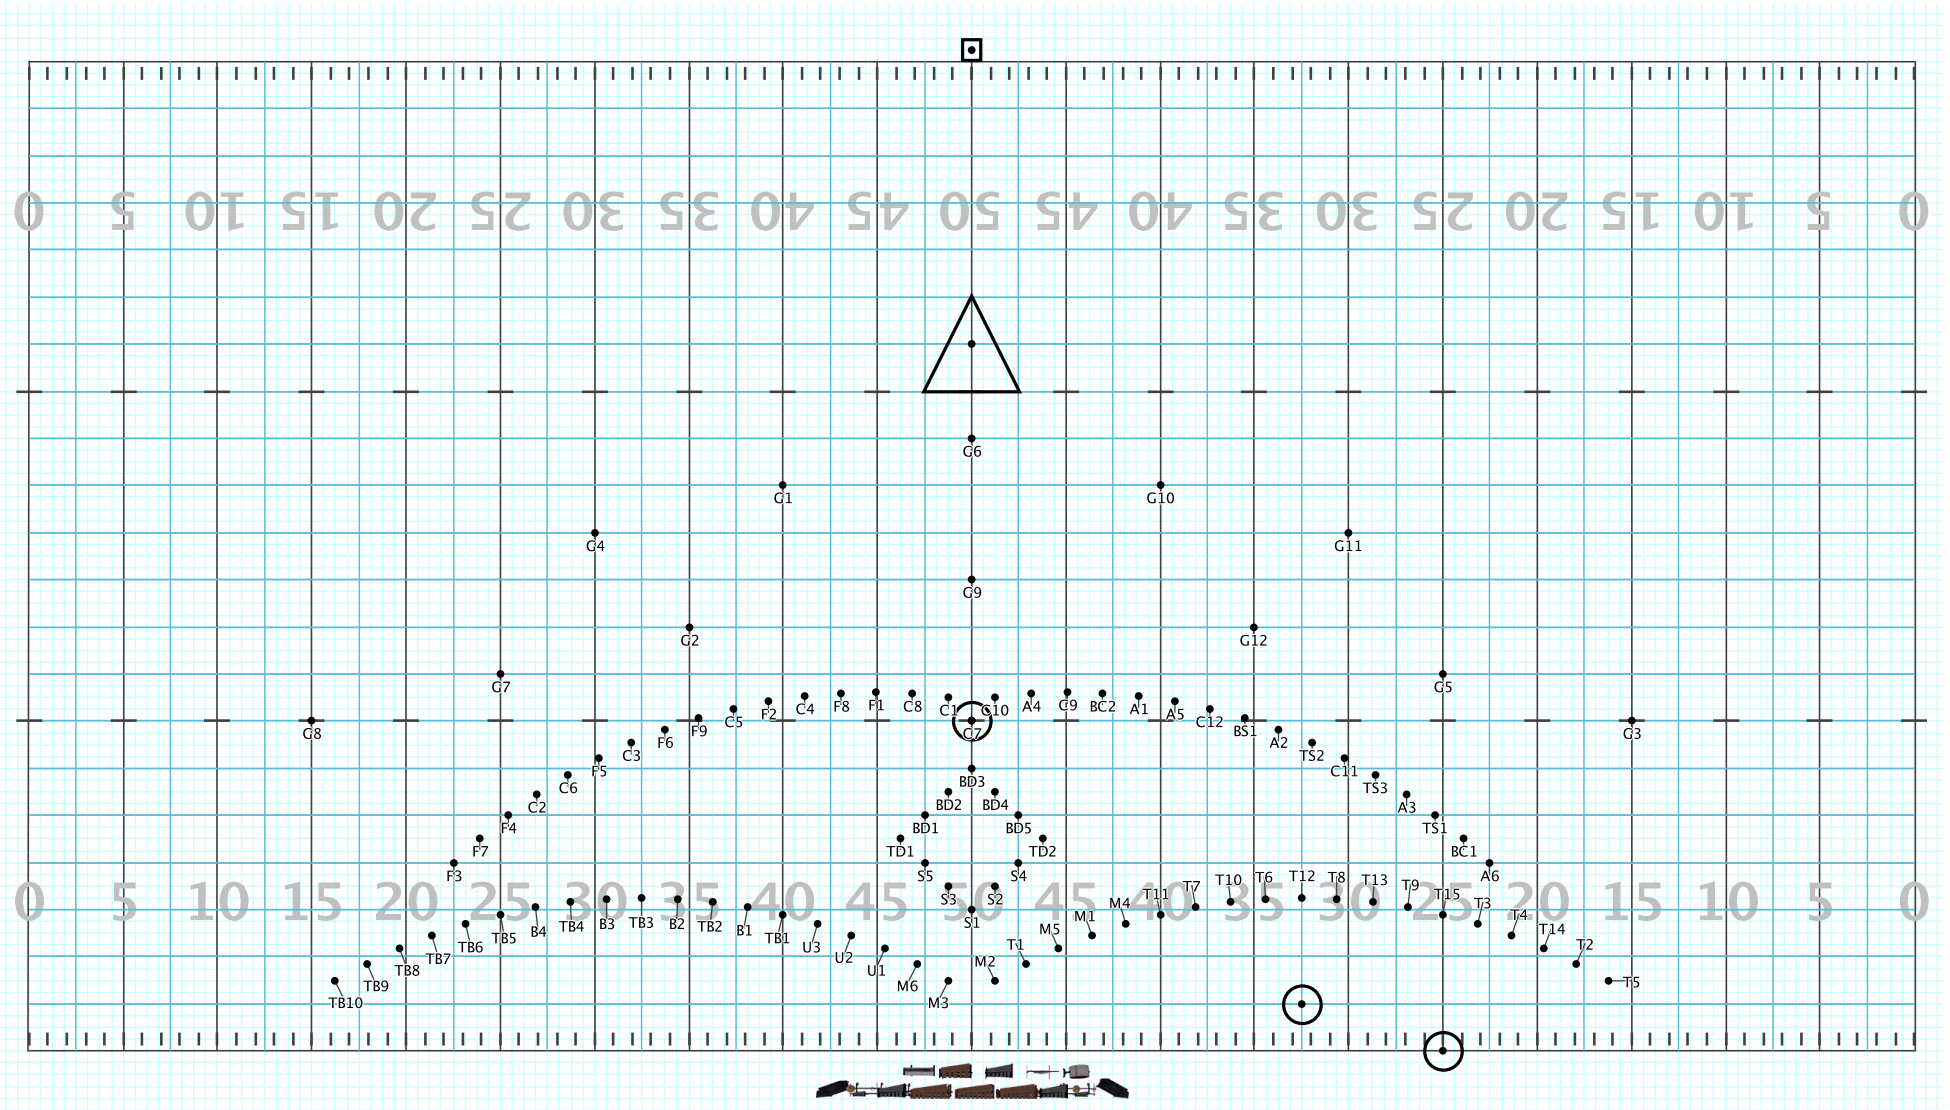 0 5 10 15 20 25 30 35 40 45 50 45 40 35 30 25 20 15 10 5 0
G6
G1 G10
G4 G11
G9
G2 G12
G7 G5
C4 F8 F1 C8 C1 C10 A4 C9 BC2 A1
C5 F2 A5 C12
G8 F9 C7 BS1 G3
F6 A2
C3 TS2
F5 C11
BD3
C6 TS3
C2 BD2 BD4 A3
F4 BD1 BD5 TS1
F7 TD1 TD2 BC1
F3 S5 S4 A6
T10 T6 T12 T8 T13
T7 T9
S3 S2 T11 T15
0 5 10 15 20 25 30 35 40 45 50 45 40 35 30 25 20 15 10 5 0
M4 T3
M1 T4
TB4 B3 TB3 B2 TB2 S1
B4 B1 M5 T14
TB5 TB1
TB6 U3 T1 T2
TB7 U2 M2
TB8 U1
TB9 M6 T5
TB10 M3